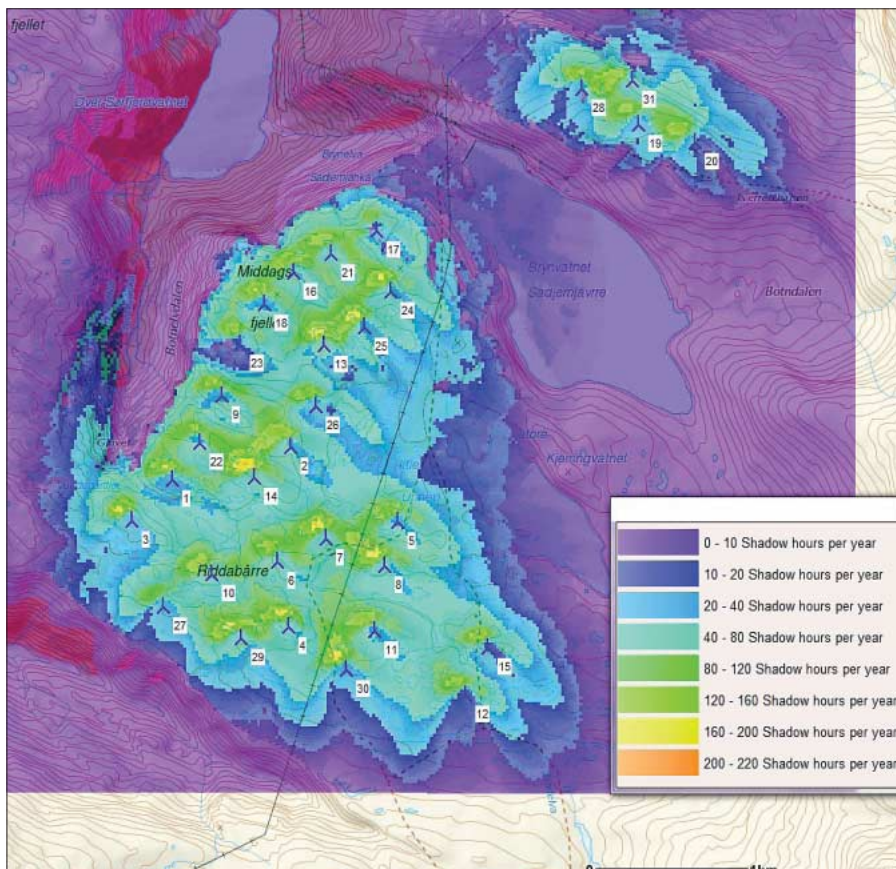 fjellet
Øvre Sørfjordvatnet
28
31
19
20
Brynelva
17
Middags
21
16
fjell
18
24
25
13
23
Brynvatnet
Sadjemjávrre
Botndalen
Botnelvdalen
9
26
22
2
1
14
Kjerringvatnet
3
5
7
Riddabårre
6
8
10
27
4
29
11
15
30
12
0 - 10 Shadow hours per year
10 - 20 Shadow hours per year
20 - 40 Shadow hours per year
40 - 80 Shadow hours per year
80 - 120 Shadow hours per year
120 - 160 Shadow hours per year
160 - 200 Shadow hours per year
200 - 220 Shadow hours per year
0
1km